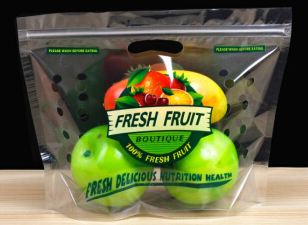 PLEASE WASH BEFORE EATING
PLEASE WASH BEFORE EATING
FRESH FRUIT
BOUTIQUE
100% FRESH FRUIT
FRESH DELICIOUS NUTRITION HEALTH